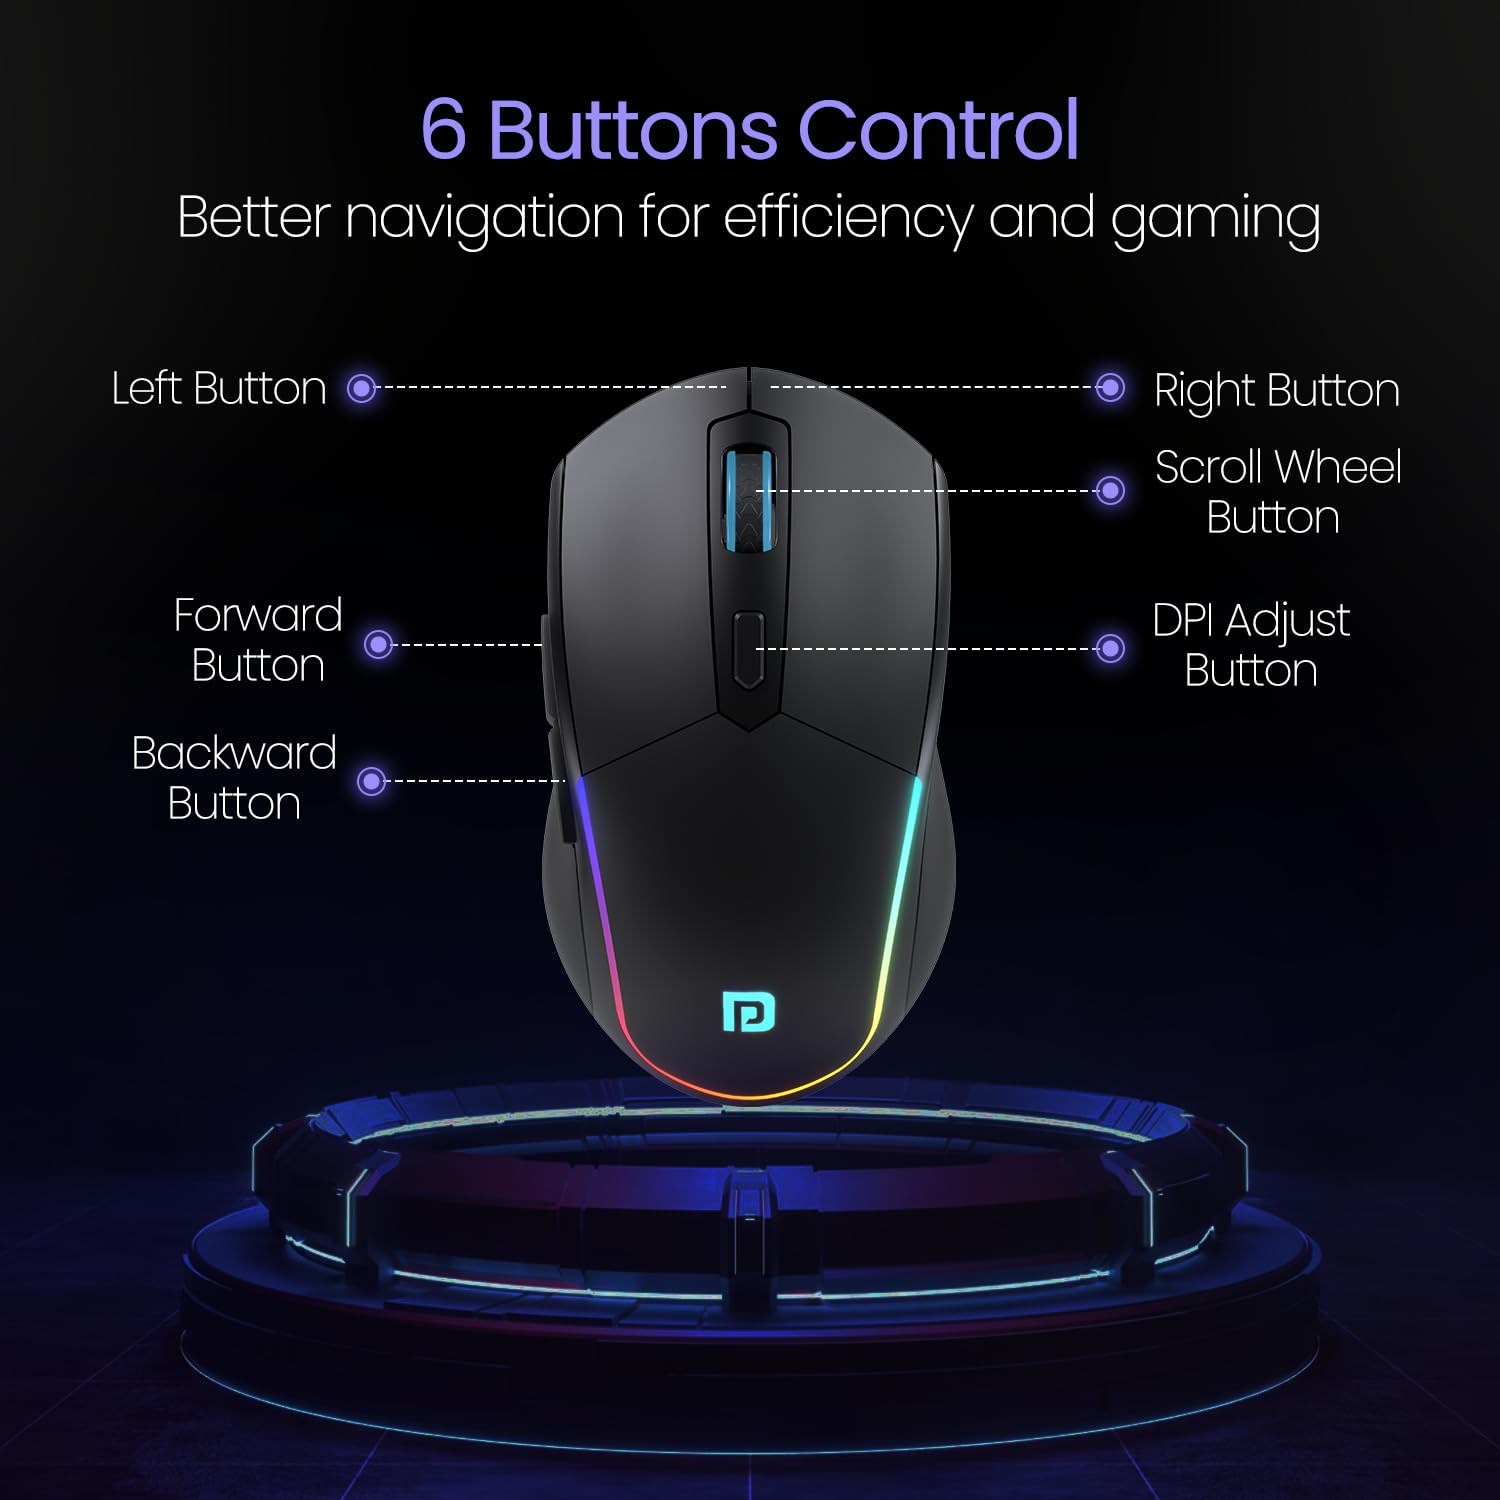 6 Buttons Control
Better navigation for efficiency and gaming
Left Button
Right Button
Scroll Wheel
Button
Forward
Button
DPI Adjust
Button
Backward
Button